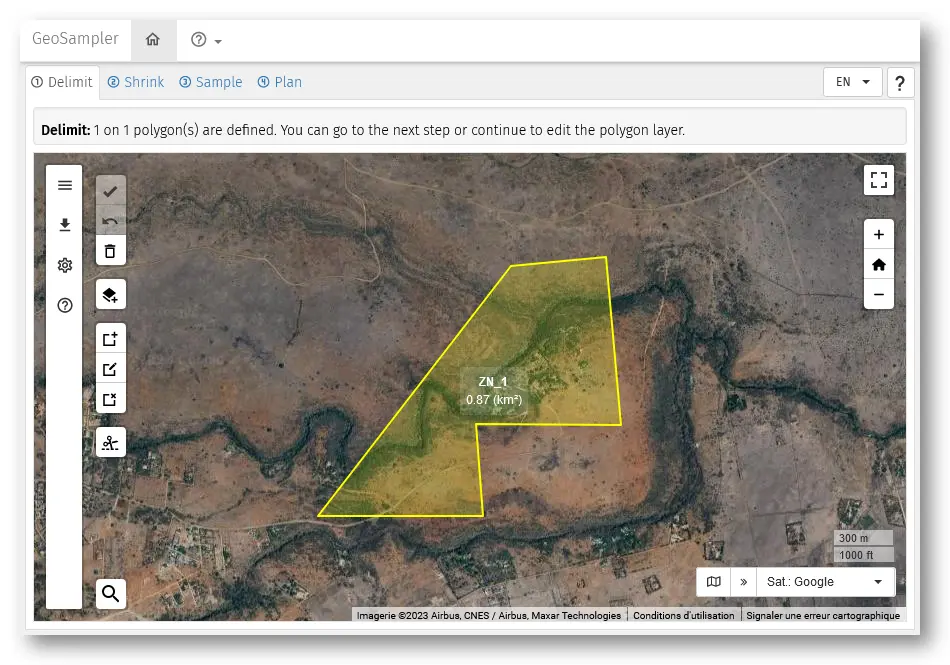 GeoSampler
① Delimit ② Shrink ③ Sample ④ Plan
EN
?
Delimit: 1 on 1 polygon(s) are defined. You can go to the next step or continue to edit the polygon layer.
ZN_1
0.87 (km²)
300 m
1000 ft
» Sat.: Google
Imagerie ©2023 Airbus, CNES / Airbus, Maxar Technologies
Conditions d'utilisation
Signaler une erreur cartographique